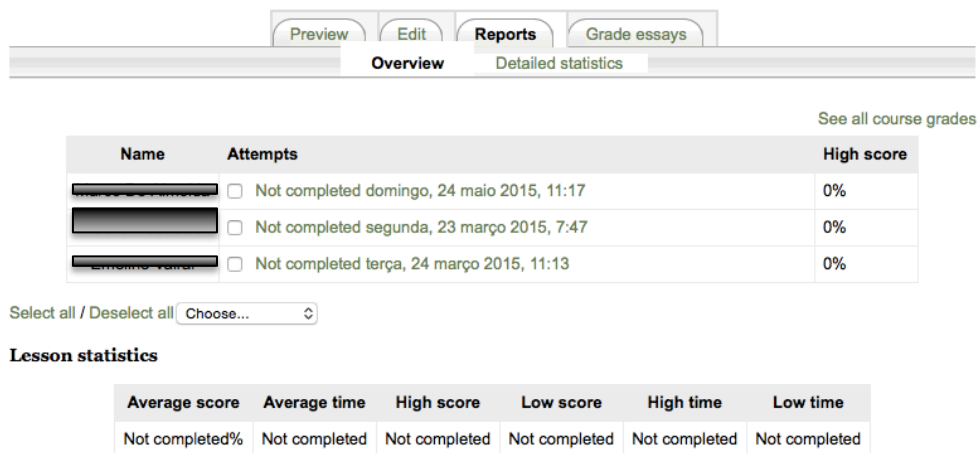 Preview Edit Reports Grade essays
Overview Detailed statistics
See all course grades
Name Attempts High score
Not completed domingo, 24 maio 2015, 11:17 0%
Not completed segunda, 23 março 2015, 7:47
Not completed terça, 24 março 2015, 11:13 0%
Select all / Deselect all Choose...
Lesson statistics
Average score Average time High score Low score High time Low time
Not completed% Not completed Not completed Not completed Not completed Not completed